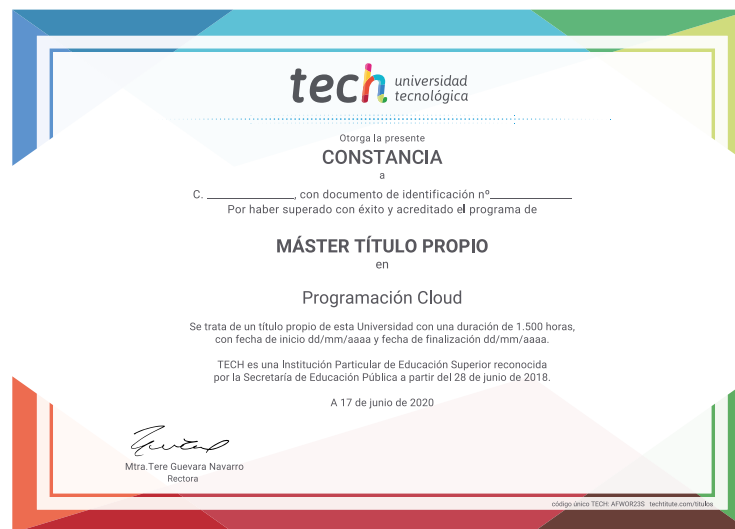 tech universidad
tecnológica
Otorga la presente
CONSTANCIA
a
C. ________________, con documento de identificación nº______________
Por haber superado con éxito y acreditado el programa de
MÁSTER TÍTULO PROPIO
en
Programación Cloud
Se trata de un título propio de esta Universidad con una duración de 1.500 horas,
con fecha de inicio dd/mm/aaaa y fecha de finalización dd/mm/aaaa.
TECH es una Institución Particular de Educación Superior reconocida
por la Secretaría de Educación Pública a partir del 28 de junio de 2018.
A 17 de junio de 2020
Mtra.Tere Guevara Navarro
Rectora
código único TECH: AFWOR23S techtitute.com/titulos